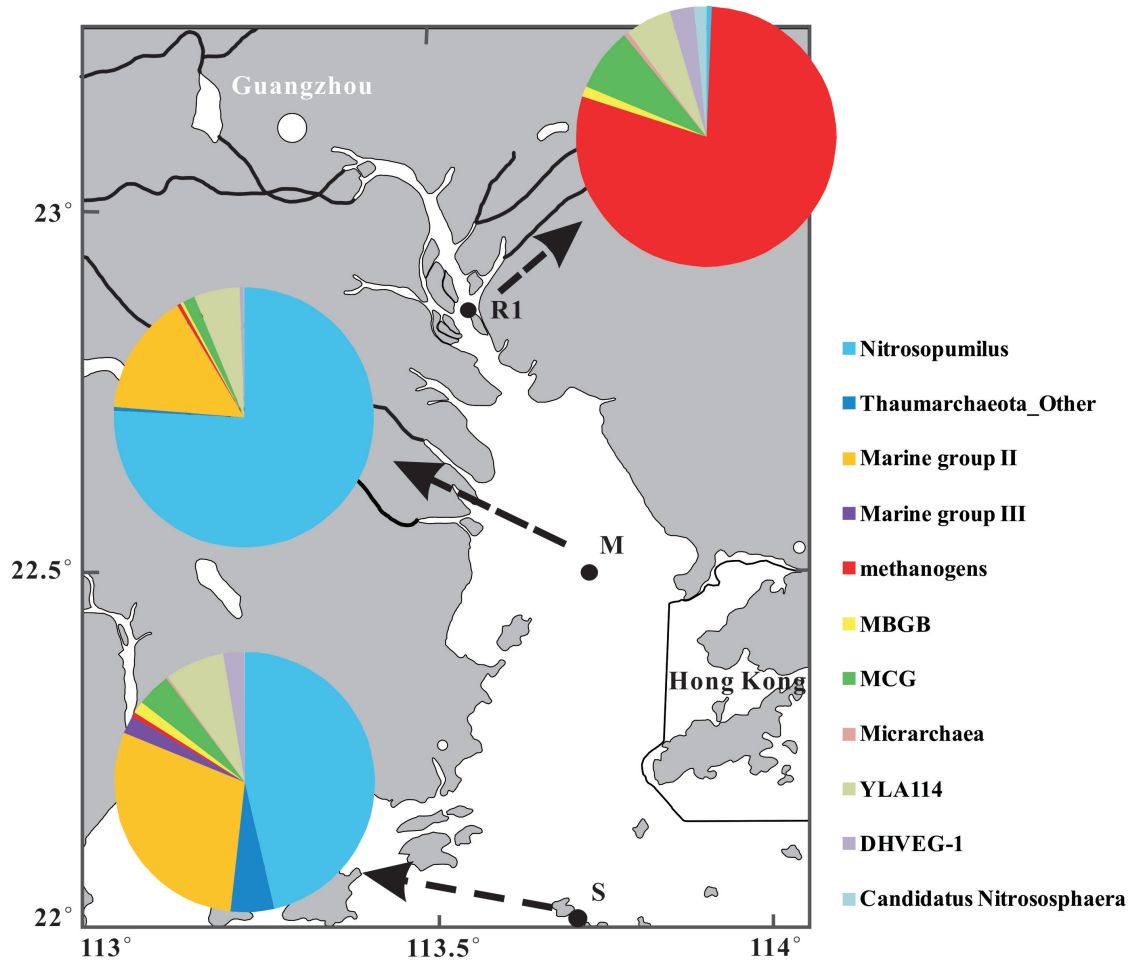 Guangzhou
23°
R1
Nitrosopumilus
Thaumarchaeota_Other
Marine group II
Marine group III
M
22.5°
methanogens
MBGB
MCG
Hong Kong
Micrarchaea
YLA114
DHVEG-1
S
Candidatus Nitrososphaera
22°
113°
113.5°
114°